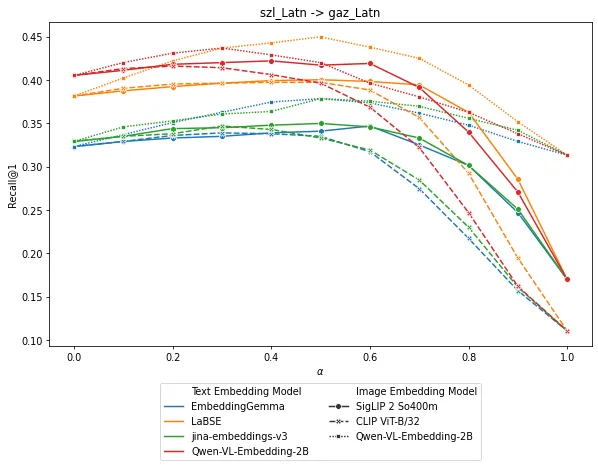 szl_Latn -> gaz_Latn
Recall@1
0.45
0.40
0.35
0.30
0.25
0.20
0.15
0.10
0.0 0.2 0.4 0.6 0.8 1.0
α
Text Embedding Model
EmbeddingGemma
LaBSE
jina-embeddings-v3
Qwen-VL-Embedding-2B
Image Embedding Model
SigLIP 2 So400m
CLIP ViT-B/32
Qwen-VL-Embedding-2B